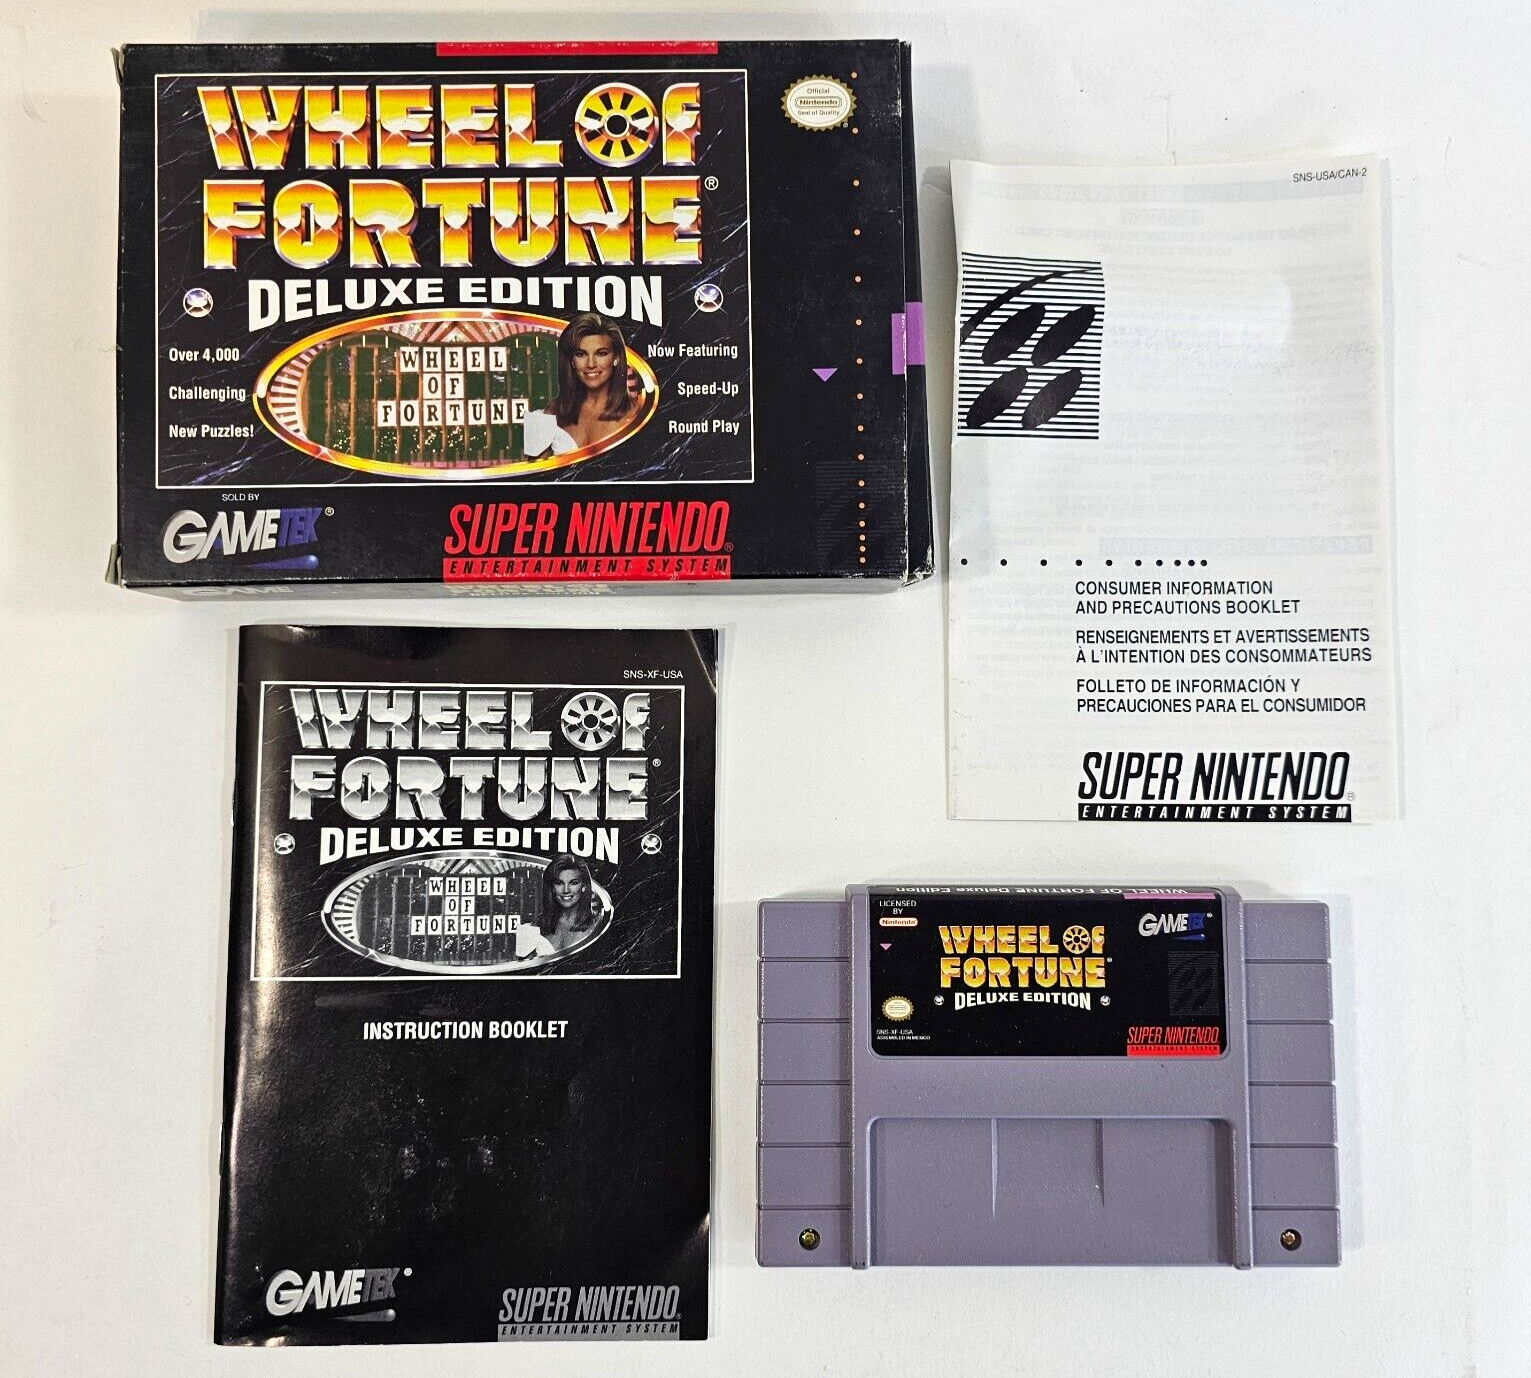 WHEEL OF
FORTUNE®
DELUXE EDITION
Official
Nintendo
Seal of Quality
Over 4,000
Challenging
New Puzzles!
WHEEL
OF
FORTUNE
Now Featuring
Speed-Up
Round Play
SOLD BY
GAMETEK®
SUPER NINTENDO®
ENTERTAINMENT SYSTEM
GAME
SNS-USA/CAN-2
CONSUMER INFORMATION
AND PRECAUTIONS BOOKLET
RENSEIGNEMENTS ET AVERTISSEMENTS
À L'INTENTION DES CONSOMMATEURS
FOLLETO DE INFORMACIÓN Y
PRECAUCIONES PARA EL CONSUMIDOR
SUPER NINTENDO®
ENTERTAINMENT SYSTEM
SNS-XF-USA
WHEEL OF
FORTUNE®
DELUXE EDITION
WHEEL
OF
FORTUNE
INSTRUCTION BOOKLET
GAMETEK®
SUPER NINTENDO®
ENTERTAINMENT SYSTEM
WHEEL OF FORTUNE Deluxe Edition
LICENSED
BY
Nintendo
GAMETEK®
WHEEL OF
FORTUNE®
DELUXE EDITION
SNS-XF-USA
ASSEMBLED IN MEXICO
SUPER NINTENDO
ENTERTAINMENT SYSTEM